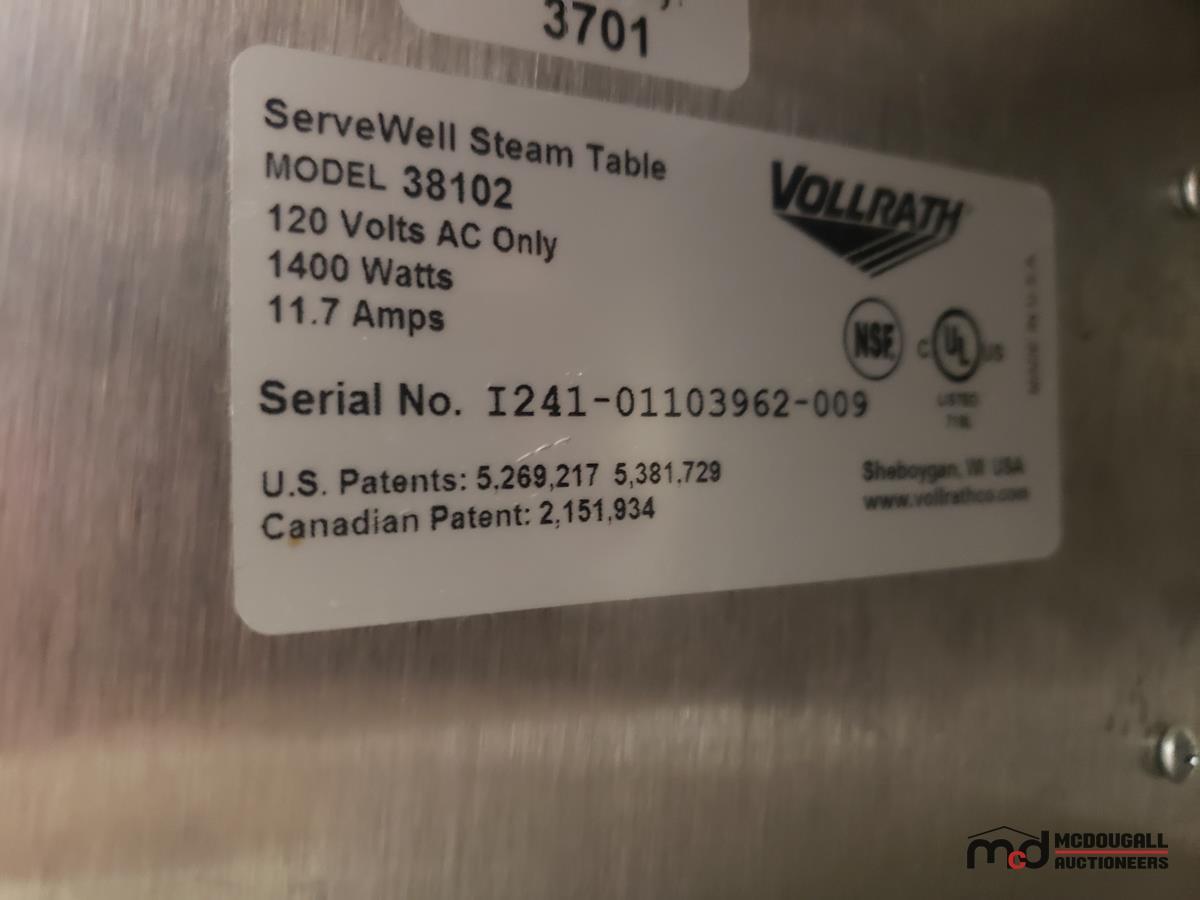 3701
ServeWell Steam Table
MODEL 38102
120 Volts AC Only
1400 Watts
11.7 Amps
VOLLRATH
NSF
C UL US
LISTED
MADE IN U.S.A.
Serial No. I241-01103962-009
U.S. Patents: 5,269,217 5,381,729
Canadian Patent: 2,151,934
Sheboygan, WI USA
www.vollrathco.com
mcd MCDOUGALL
AUCTIONEERS